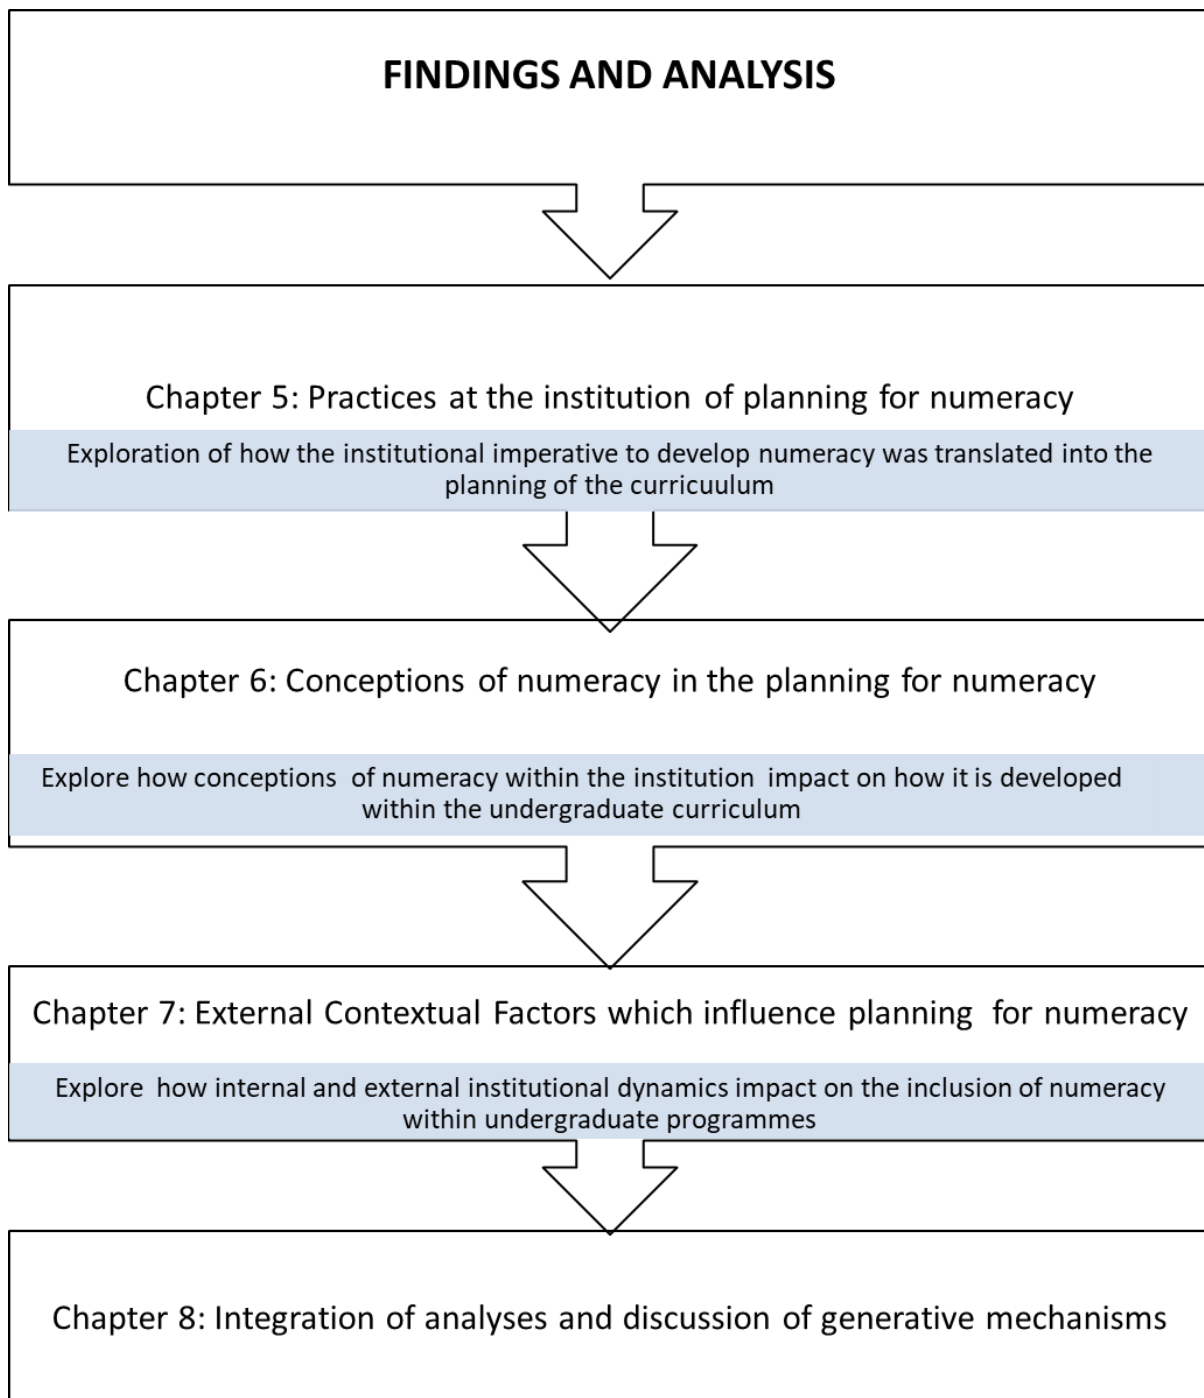 FINDINGS AND ANALYSIS
Chapter 5: Practices at the institution of planning for numeracy
Exploration of how the institutional imperative to develop numeracy was translated into the
planning of the curricuulum
Chapter 6: Conceptions of numeracy in the planning for numeracy
Explore how conceptions of numeracy within the institution impact on how it is developed
within the undergraduate curriculum
Chapter 7: External Contextual Factors which influence planning for numeracy
Explore how internal and external institutional dynamics impact on the inclusion of numeracy
within undergraduate programmes
Chapter 8: Integration of analyses and discussion of generative mechanisms